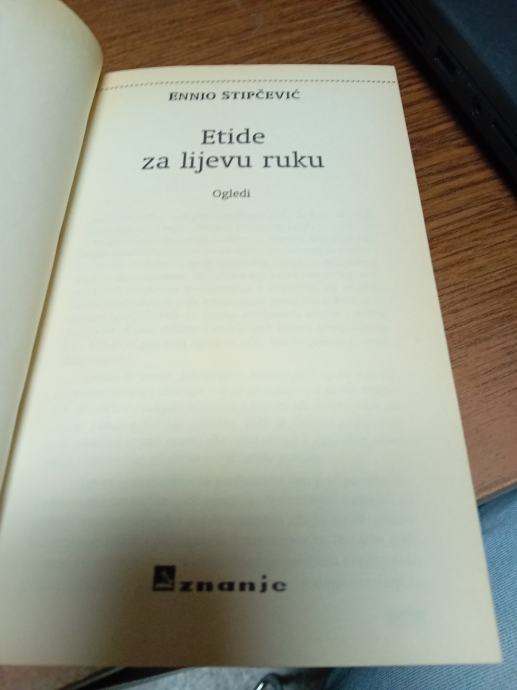 ENNIO STIPČEVIĆ
Etide
za lijevu ruku
Ogledi
znanje